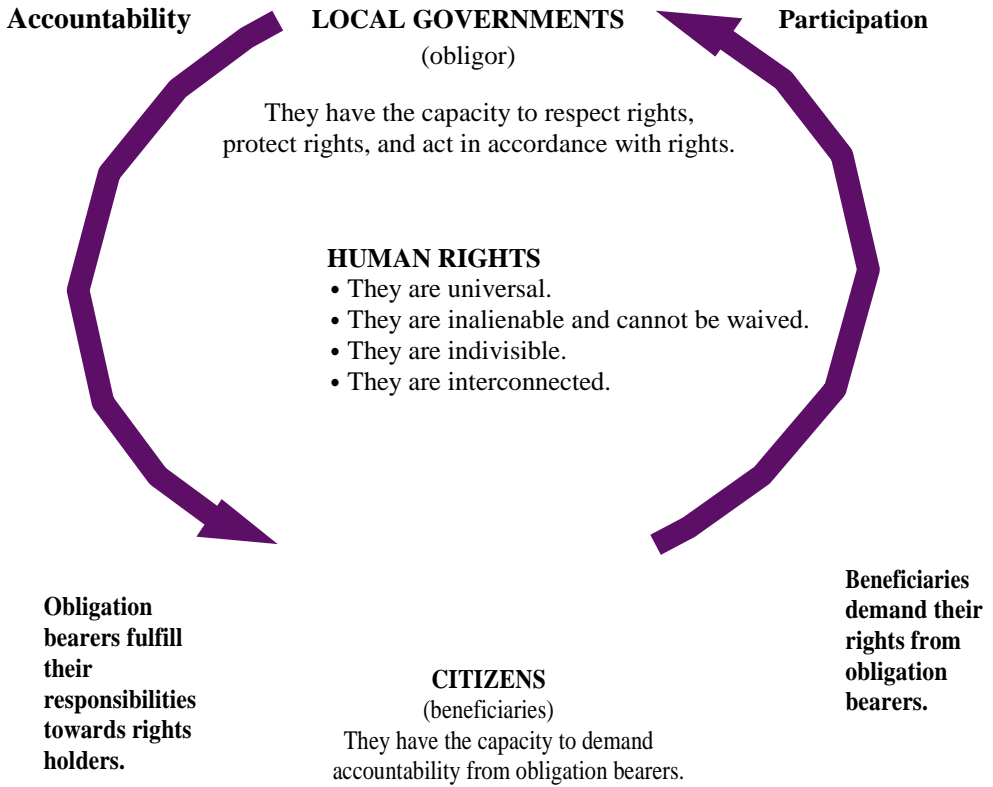 Accountability
LOCAL GOVERNMENTS
(obligor)
Participation
They have the capacity to respect rights,
protect rights, and act in accordance with rights.
HUMAN RIGHTS
• They are universal.
• They are inalienable and cannot be waived.
• They are indivisible.
• They are interconnected.
Obligation
bearers fulfill
their
responsibilities
towards rights
holders.
CITIZENS
(beneficiaries)
They have the capacity to demand
accountability from obligation bearers.
Beneficiaries
demand their
rights from
obligation
bearers.